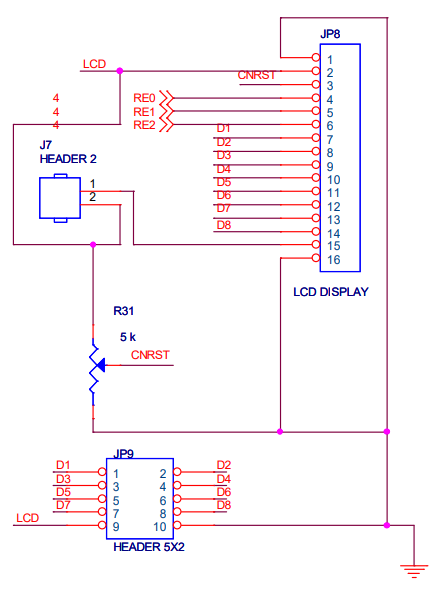 JP8
LCD
1
2
CNRST
3
4
RE0
4
4
RE1
5
4
RE2
6
D1
7
J7
D2
8
HEADER 2
D3
9
D4
10
1
D5
11
2
D6
12
D7
13
D8
14
15
16
LCD DISPLAY
R31
5 k
CNRST
JP9
D1
1
2
D2
D3
3
4
D4
D5
5
6
D6
D7
7
8
D8
LCD
9
10
HEADER 5X2